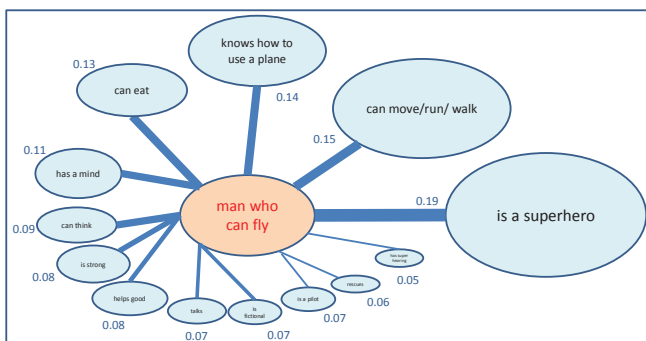 knows how to
use a plane
0.13
can eat
0.14
can move/run/ walk
0.15
0.11
has a mind
man who
can fly
0.19
is a superhero
can think
0.09
is strong
0.08
helps good
0.08
talks
0.07
is
fictional
0.07
is a pilot
0.07
rescues
0.06
has super
hearing
0.05